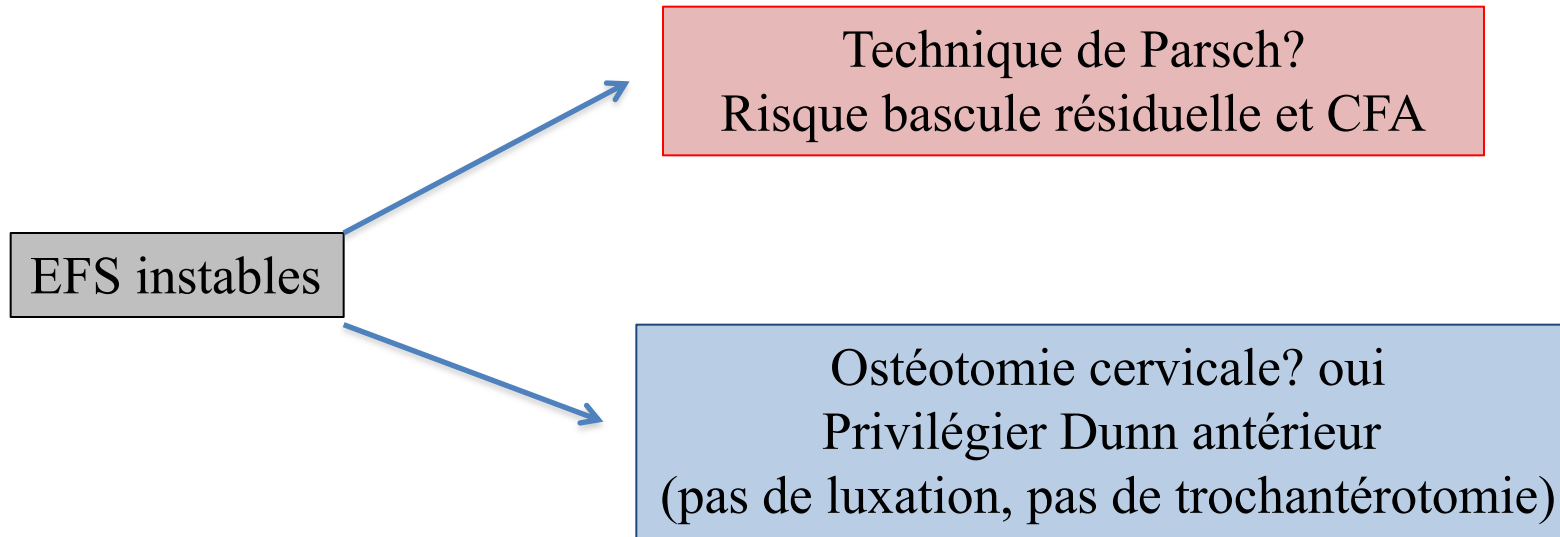 Technique de Parsch?
Risque bascule résiduelle et CFA
EFS instables
Ostéotomie cervicale? oui
Privilégier Dunn antérieur
(pas de luxation, pas de trochantérotomie)